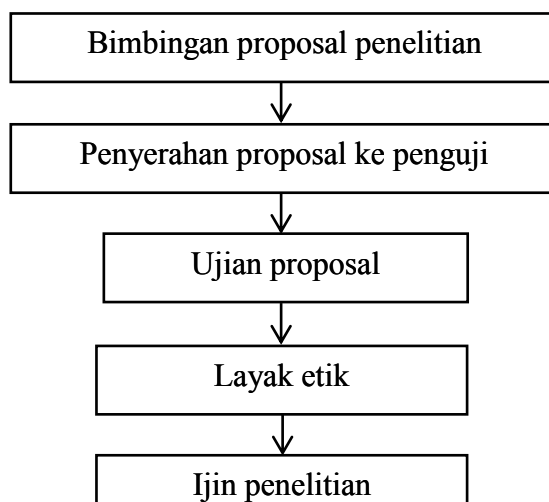 Bimbingan proposal penelitian
Penyerahan proposal ke penguji
Ujian proposal
Layak etik
Ijin penelitian